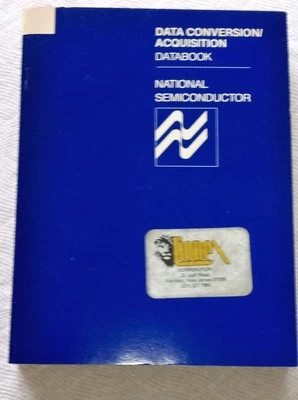 DATA CONVERSION/
ACQUISITION
DATABOOK
NATIONAL
SEMICONDUCTOR
CORPORATION